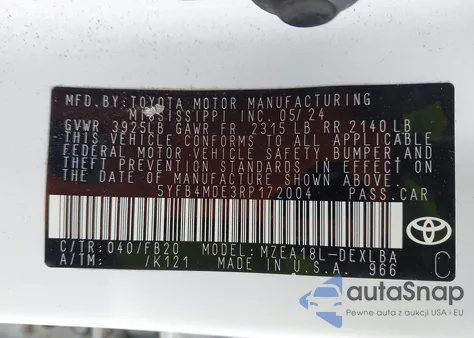 MFD. BY: TOYOTA MOTOR MANUFACTURING
MISSISSIPPI INC. 05/24
GVWR 3925LB GAWR FR 2315 LB RR 2140 LB
THIS VEHICLE CONFORMS TO ALL APPLICABLE
FEDERAL MOTOR VEHICLE SAFETY, BUMPER AND
THEFT PREVENTION STANDARDS IN EFFECT ON
THE DATE OF MANUFACTURE SHOWN ABOVE.
5YFB4MDE3RP172004 PASS.CAR
C/TR: 040/FB20 MODEL: MZEA18L-DEXLBA
A/TM: /K121 MADE IN U.S.A. 966
C
TOYOTA
autoSnap
Pewne auto z aukcji USA i EU